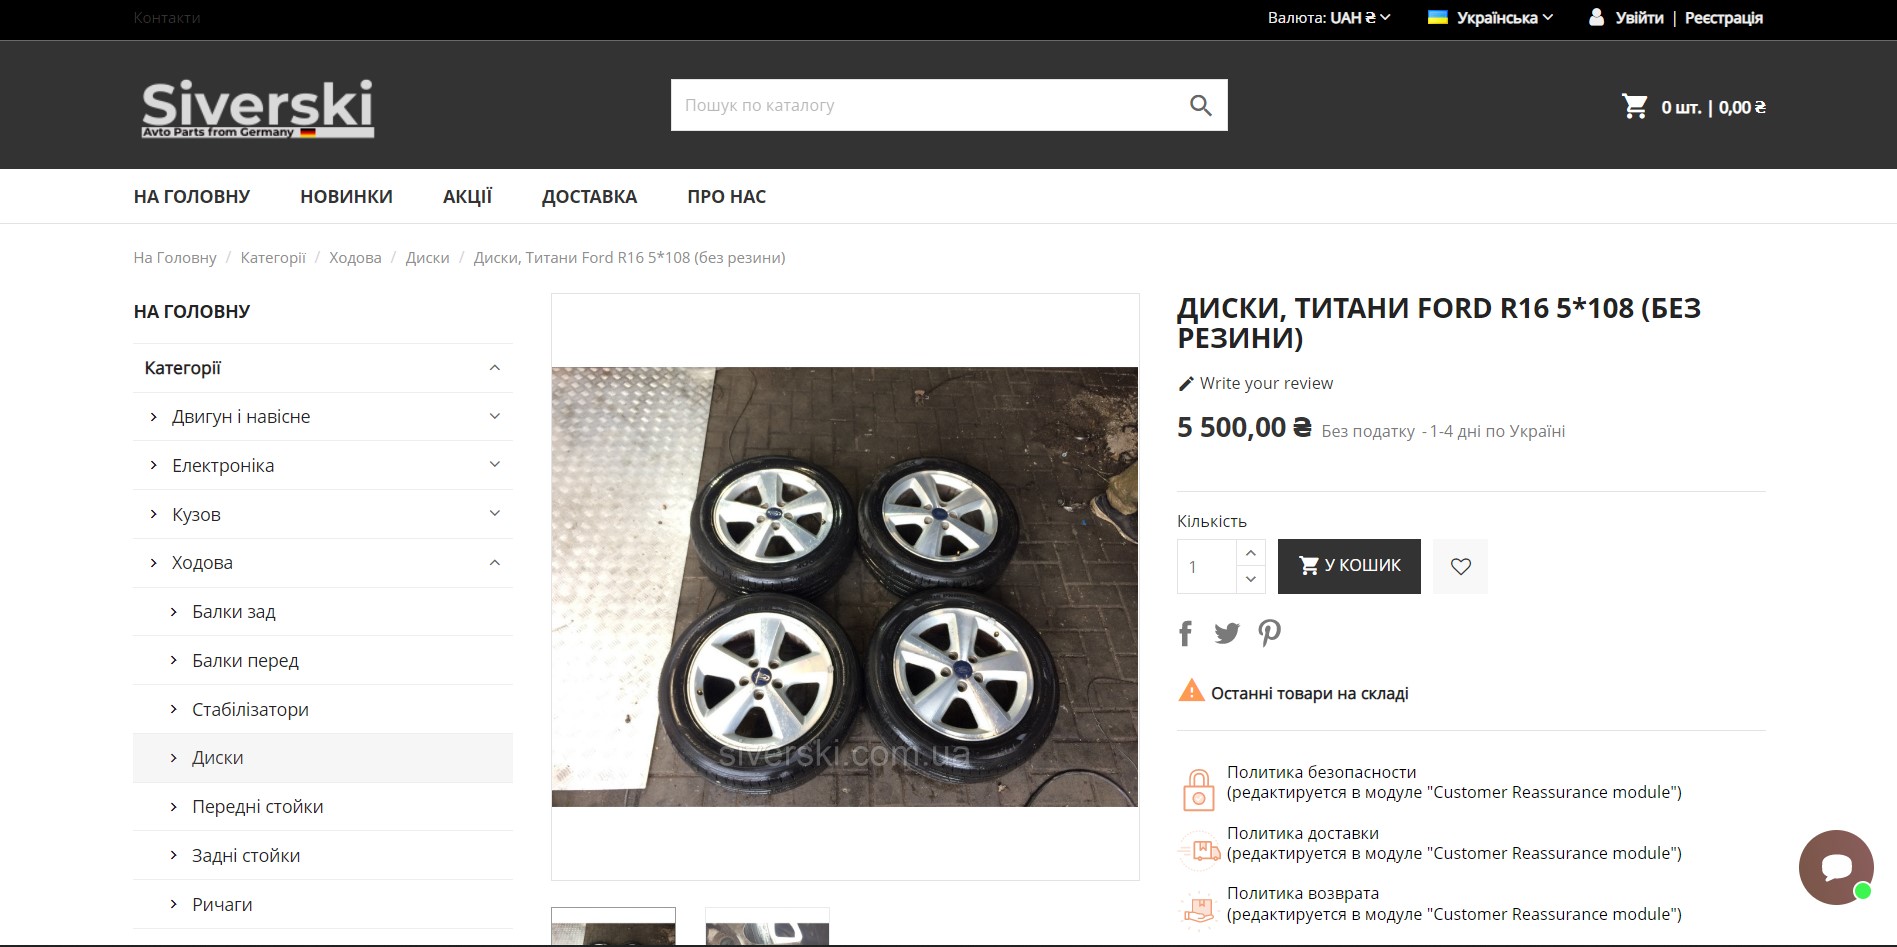 Контакти
Валюта: UAH ₴
Українська
Увійти | Реєстрація
Siverski
Avto Parts from Germany
Пошук по каталогу
0 шт. | 0,00 ₴
НА ГОЛОВНУ
НОВИНКИ
АКЦІЇ
ДОСТАВКА
ПРО НАС
На Головну / Категорії / Ходова / Диски / Диски, Титани Ford R16 5*108 (без резини)
НА ГОЛОВНУ
Категорії
Двигун і навісне
Електроніка
Кузов
Ходова
Балки зад
Балки перед
Стабілізатори
Диски
Передні стойки
Задні стойки
Ричаги
siverski.com.ua
ДИСКИ, ТИТАНИ FORD R16 5*108 (БЕЗ
РЕЗИНИ)
Write your review
5 500,00 ₴ Без податку - 1-4 дні по Україні
Кількість
1
У КОШИК
Останні товари на складі
Политика безопасности
(редактируется в модуле "Customer Reassurance module")
Политика доставки
(редактируется в модуле "Customer Reassurance module")
Политика возврата
(редактируется в модуле "Customer Reassurance module")